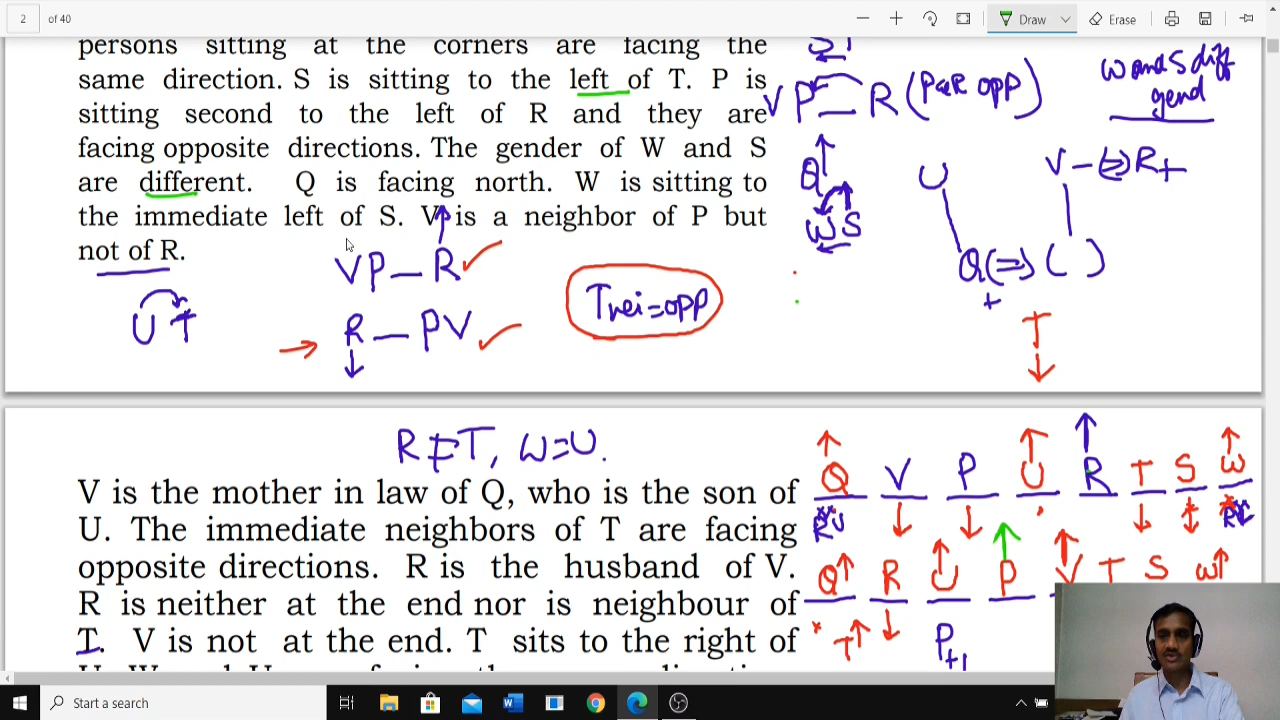 2 of 40
Draw
Erase
persons sitting at the corners are facing the
same direction. S is sitting to the left of T. P is
sitting second to the left of R and they are
facing opposite directions. The gender of W and S
are different. Q is facing north. W is sitting to
the immediate left of S. V is a neighbor of P but
not of R.
VP R (P&R opp)
W and S diff
gend
Q
WS
U
V - (=) R+
Q (=) ( )
+
VP - R
R - PV
U T
T nei = opp
T
R ≠ T, W = U.
V is the mother in law of Q, who is the son of
U. The immediate neighbors of T are facing
opposite directions. R is the husband of V.
R is neither at the end nor is neighbour of
T. V is not at the end. T sits to the right of
Q V P U R T S W
Q R U P V T S W
T
P+1
Start a search